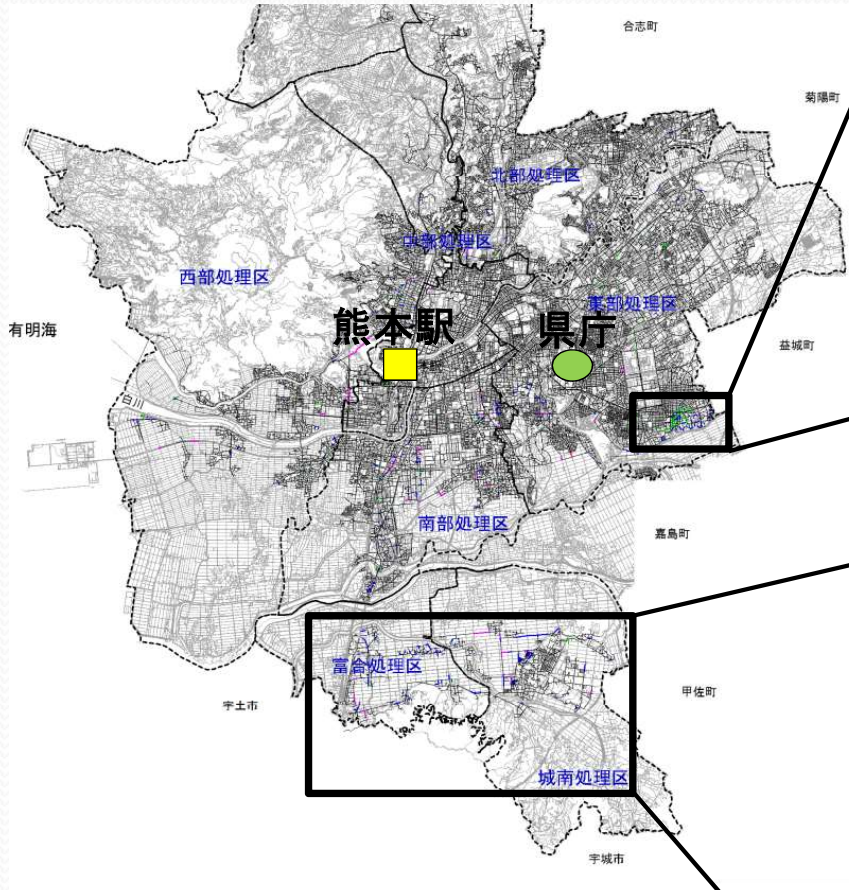 合志町
菊陽町
北部処理区
中部処理区
西部処理区
東部処理区
有明海
熊本駅
県庁
益城町
白川
南部処理区
嘉島町
富合処理区
甲佐町
宇土市
城南処理区
宇城市